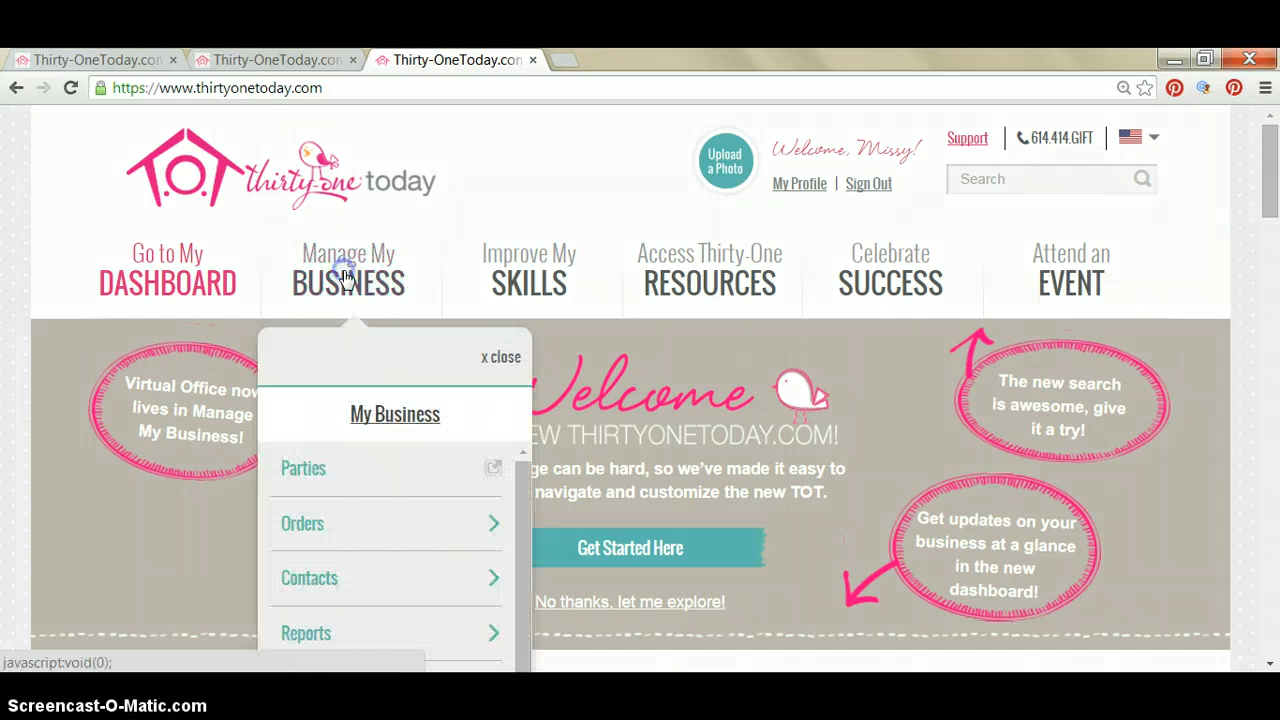 Thirty-OneToday.con
Thirty-OneToday.con
Thirty-OneToday.con
https://www.thirtyonetoday.com
T.O.T.
thirty-one today
Upload
a Photo
Welcome, Missy!
My Profile | Sign Out
Support
614.414.GIFT
Search
Go to My
DASHBOARD
Manage My
BUSINESS
Improve My
SKILLS
Access Thirty-One
RESOURCES
Celebrate
SUCCESS
Attend an
EVENT
Virtual Office now
lives in Manage
My Business!
x close
My Business
Parties
Orders
Contacts
Reports
Welcome
EW THIRTYONETODAY.COM!
ge can be hard, so we've made it easy to
navigate and customize the new TOT.
Get Started Here
No thanks, let me explore!
The new search
is awesome, give
it a try!
Get updates on your
business at a glance
in the new
dashboard!
javascript:void(0);
Screencast-O-Matic.com